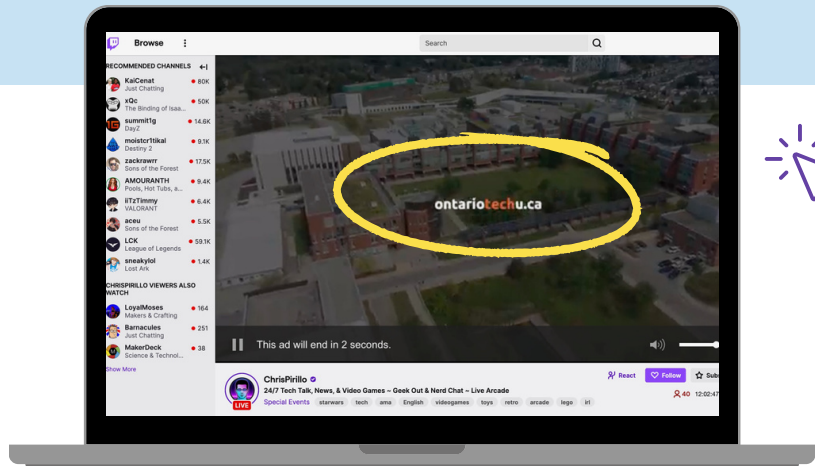 Browse
Search
RECOMMENDED CHANNELS
KaiCenat
80K
Just Chatting
xQc
50K
The Binding of Isaa...
summit1g
14.6K
DayZ
moistcr1tikal
9.1K
Destiny 2
zackrawrr
17.5K
Sons of the Forest
AMOURANTH
9.4K
Pools, Hot Tubs, a...
iiTzTimmy
6.4K
VALORANT
aceu
5.5K
Sons of the Forest
LCK
59.1K
League of Legends
sneakylol
1.4K
Lost Ark
CHRISPIRILLO VIEWERS ALSO
WATCH
LoyalMoses
164
Makers & Crafting
Barnacules
251
Just Chatting
MakerDeck
38
Science & Technol...
Show More
ontariotechu.ca
This ad will end in 2 seconds.
LIVE
ChrisPirillo
24/7 Tech Talk, News, & Video Games ~ Geek Out & Nerd Chat ~ Live Arcade
Special Events starwars tech ama English videogames toys retro arcade lego irl
React
Follow
Sub
40 12:02:47